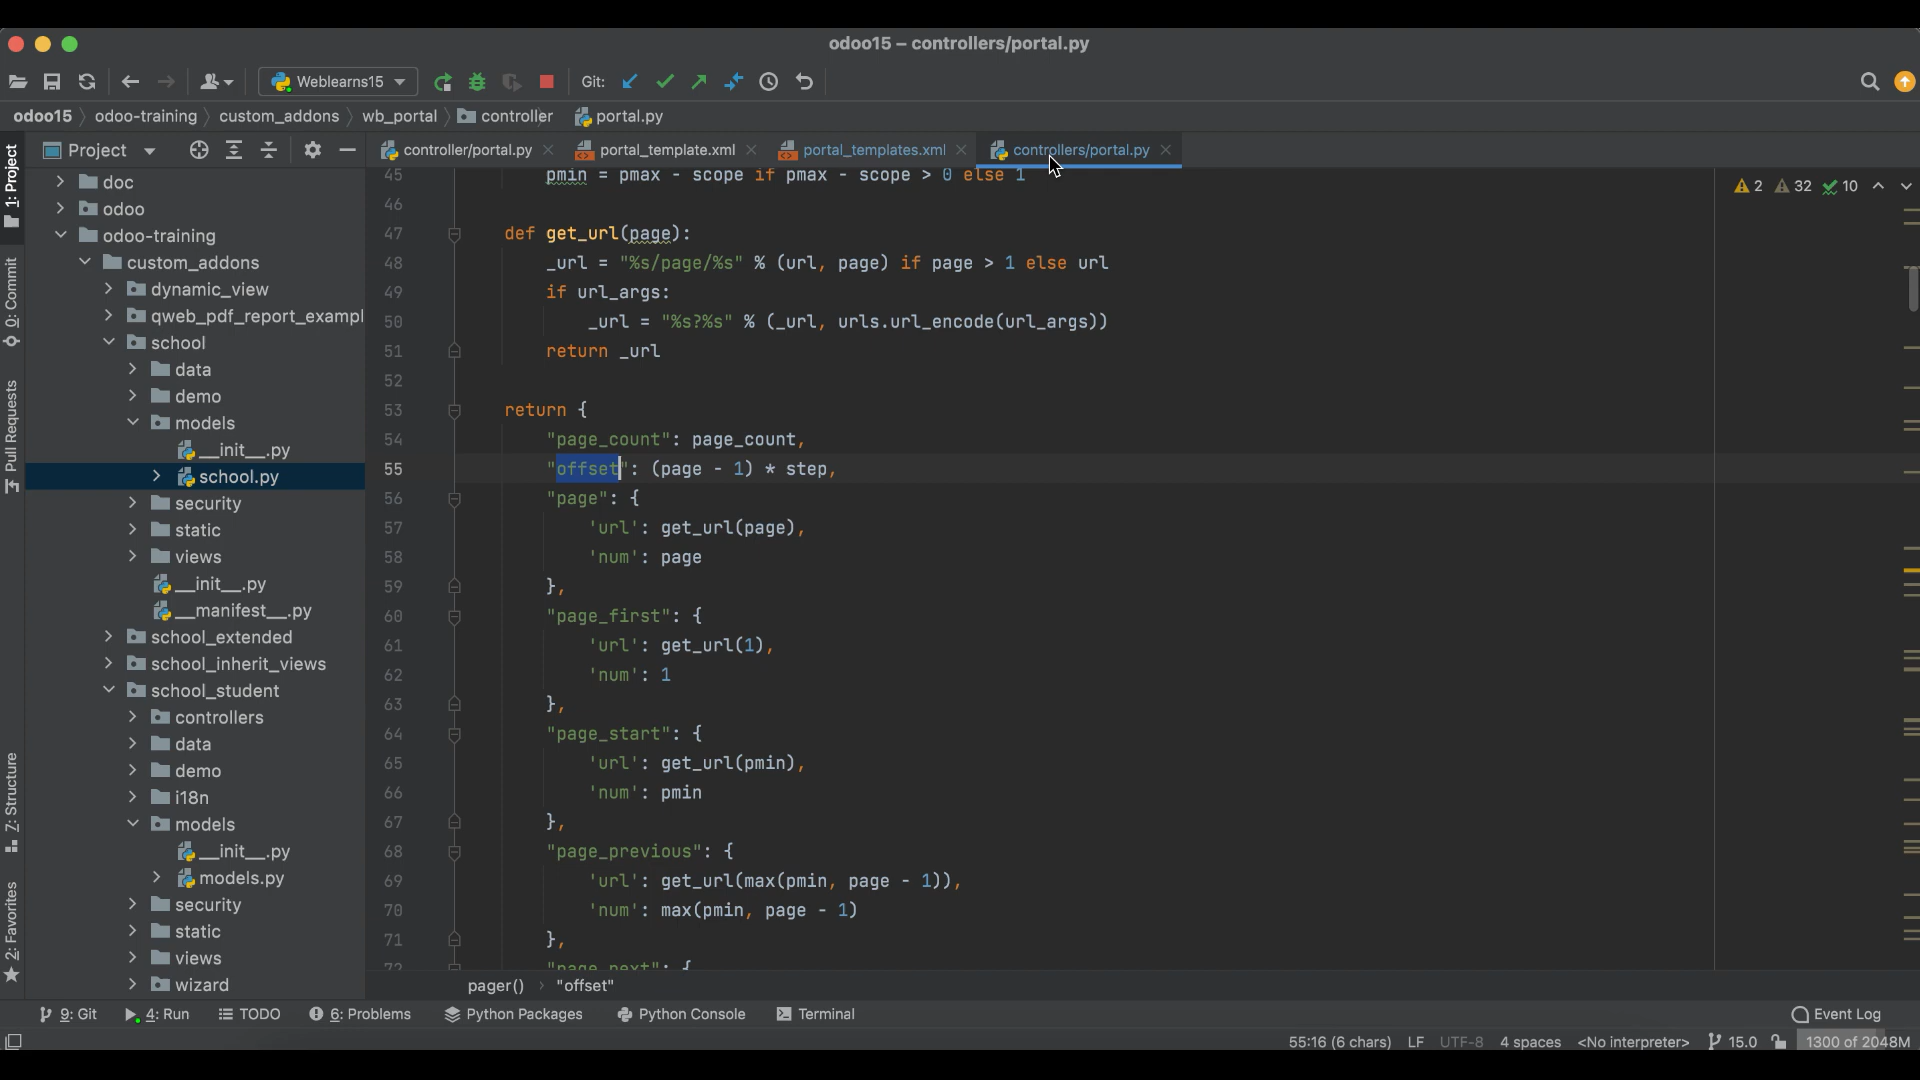 odoo15 – controllers/portal.py
Weblearns15
Git:
odoo15
odoo-training
custom_addons
wb_portal
controller
portal.py
1: Project
0: Commit
Pull Requests
7: Structure
2: Favorites
Project
doc
odoo
odoo-training
custom_addons
dynamic_view
qweb_pdf_report_exampl
school
data
demo
models
__init__.py
school.py
security
static
views
__init__.py
__manifest__.py
school_extended
school_inherit_views
school_student
controllers
data
demo
i18n
models
__init__.py
models.py
security
static
views
wizard
controller/portal.py
portal_template.xml
portal_templates.xml
controllers/portal.py
2 32 10
45 pmin = pmax - scope if pmax - scope > 0 else 1
46
47 def get_url(page):
48 _url = "%s/page/%s" % (url, page) if page > 1 else url
49 if url_args:
50 _url = "%s?%s" % (_url, urls.url_encode(url_args))
51 return _url
52
53 return {
54 "page_count": page_count,
55 "offset": (page - 1) * step,
56 "page": {
57 'url': get_url(page),
58 'num': page
59 },
60 "page_first": {
61 'url': get_url(1),
62 'num': 1
63 },
64 "page_start": {
65 'url': get_url(pmin),
66 'num': pmin
67 },
68 "page_previous": {
69 'url': get_url(max(pmin, page - 1)),
70 'num': max(pmin, page - 1)
71 },
72 "page_next": {
pager() "offset"
9: Git
4: Run
TODO
6: Problems
Python Packages
Python Console
Terminal
Event Log
55:16 (6 chars) LF UTF-8 4 spaces <No interpreter> 15.0 1300 of 2048M